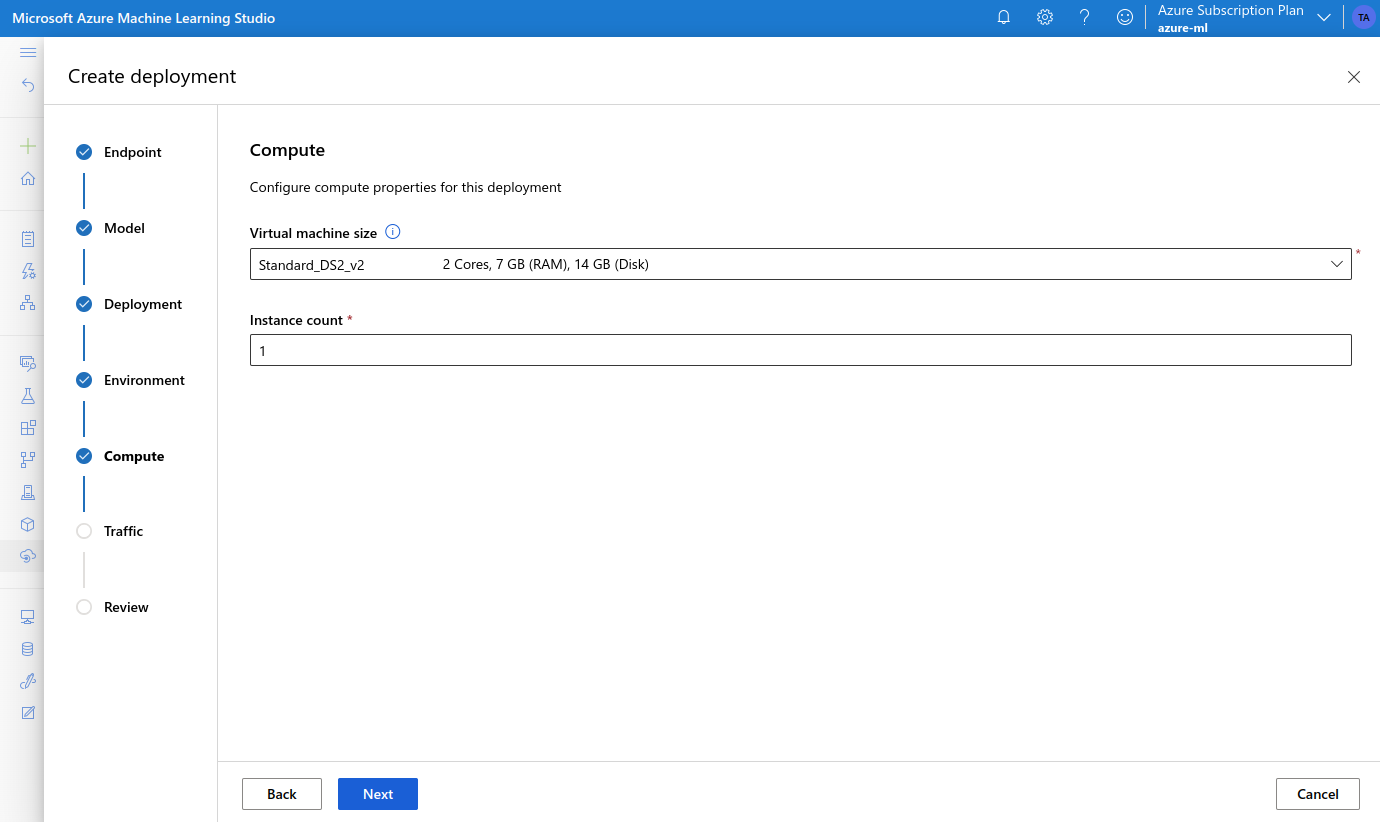 Microsoft Azure Machine Learning Studio
Azure Subscription Plan
azure-ml
TA
Create deployment
Endpoint
Model
Deployment
Environment
Compute
Traffic
Review
Compute
Configure compute properties for this deployment
Virtual machine size
*
Standard_DS2_v2 2 Cores, 7 GB (RAM), 14 GB (Disk)
Instance count *
1
Back Next Cancel